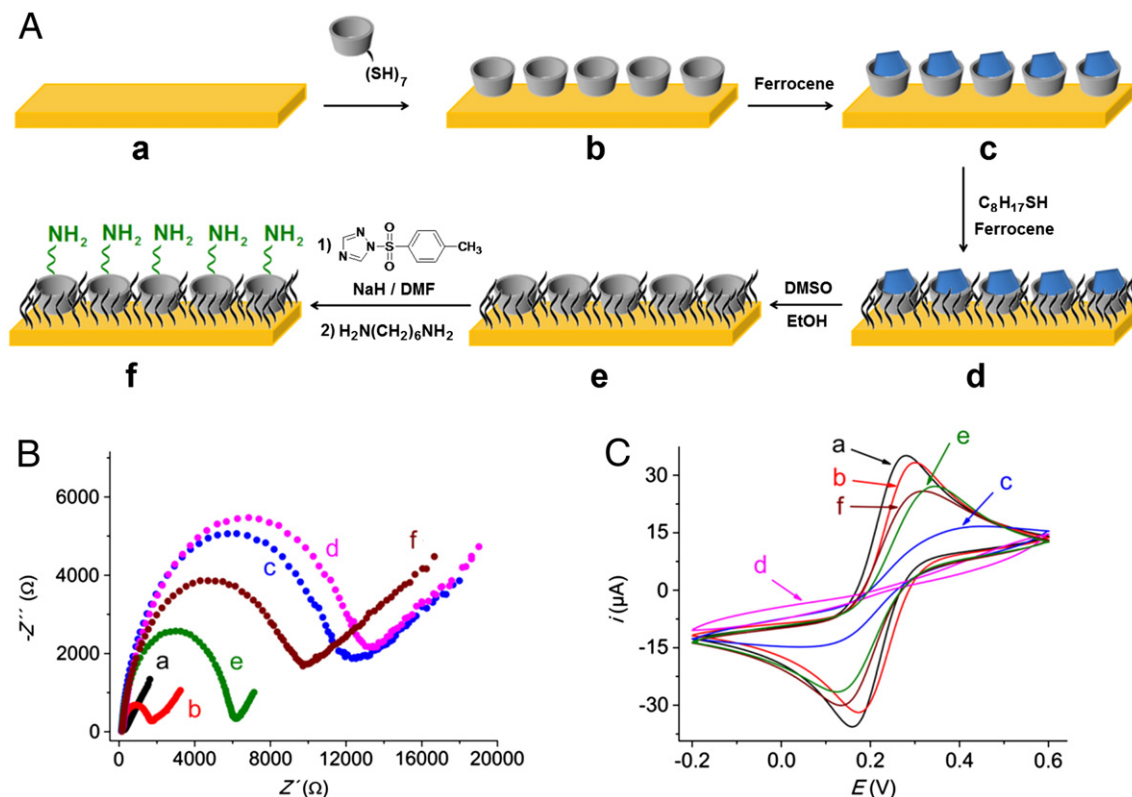 A
(SH)7
Ferrocene
a
b
c
C8H17SH
Ferrocene
NH2 NH2 NH2 NH2 NH2
1) N N N S O O CH3
NaH / DMF
2) H2N(CH2)6NH2
DMSO
EtOH
f
e
d
B
-Z´´ (Ω)
6000
4000
2000
0
a
b
c
d
e
f
0 4000 8000 12000 16000 20000
Z´ (Ω)
C
i (µA)
30
15
0
-15
-30
a
b
f
e
c
d
-0.2 0.0 0.2 0.4 0.6
E (V)